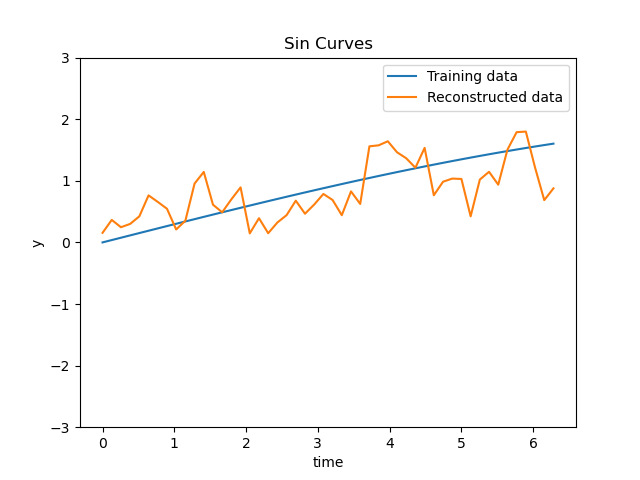 Sin Curves
Training data
Reconstructed data
3
2
1
0
−1
−2
−3
y
0 1 2 3 4 5 6
time